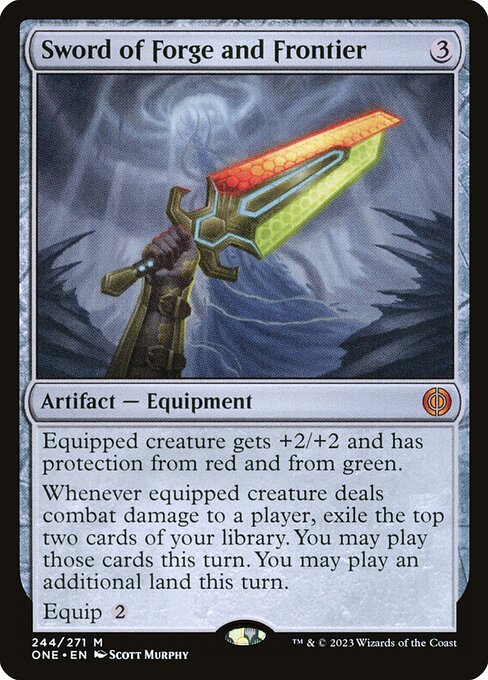 Sword of Forge and Frontier 3
Artifact — Equipment
Equipped creature gets +2/+2 and has
protection from red and from green.
Whenever equipped creature deals
combat damage to a player, exile the top
two cards of your library. You may play
those cards this turn. You may play an
additional land this turn.
Equip 2
244/271 M
ONE • EN Scott Murphy
™ & © 2023 Wizards of the Coast